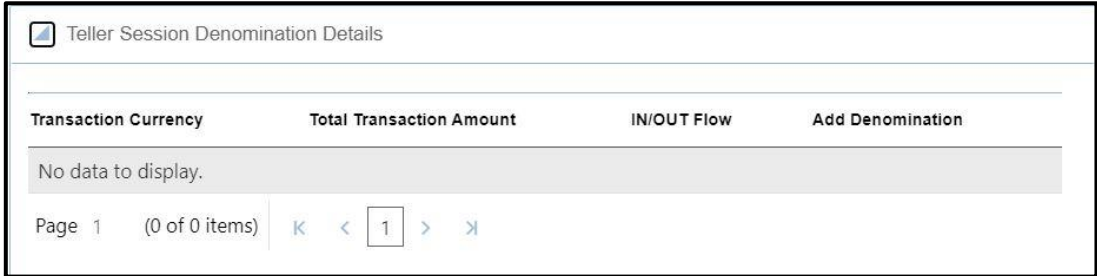 Teller Session Denomination Details
Transaction Currency Total Transaction Amount IN/OUT Flow Add Denomination
No data to display.
Page 1 (0 of 0 items) K < 1 > >|